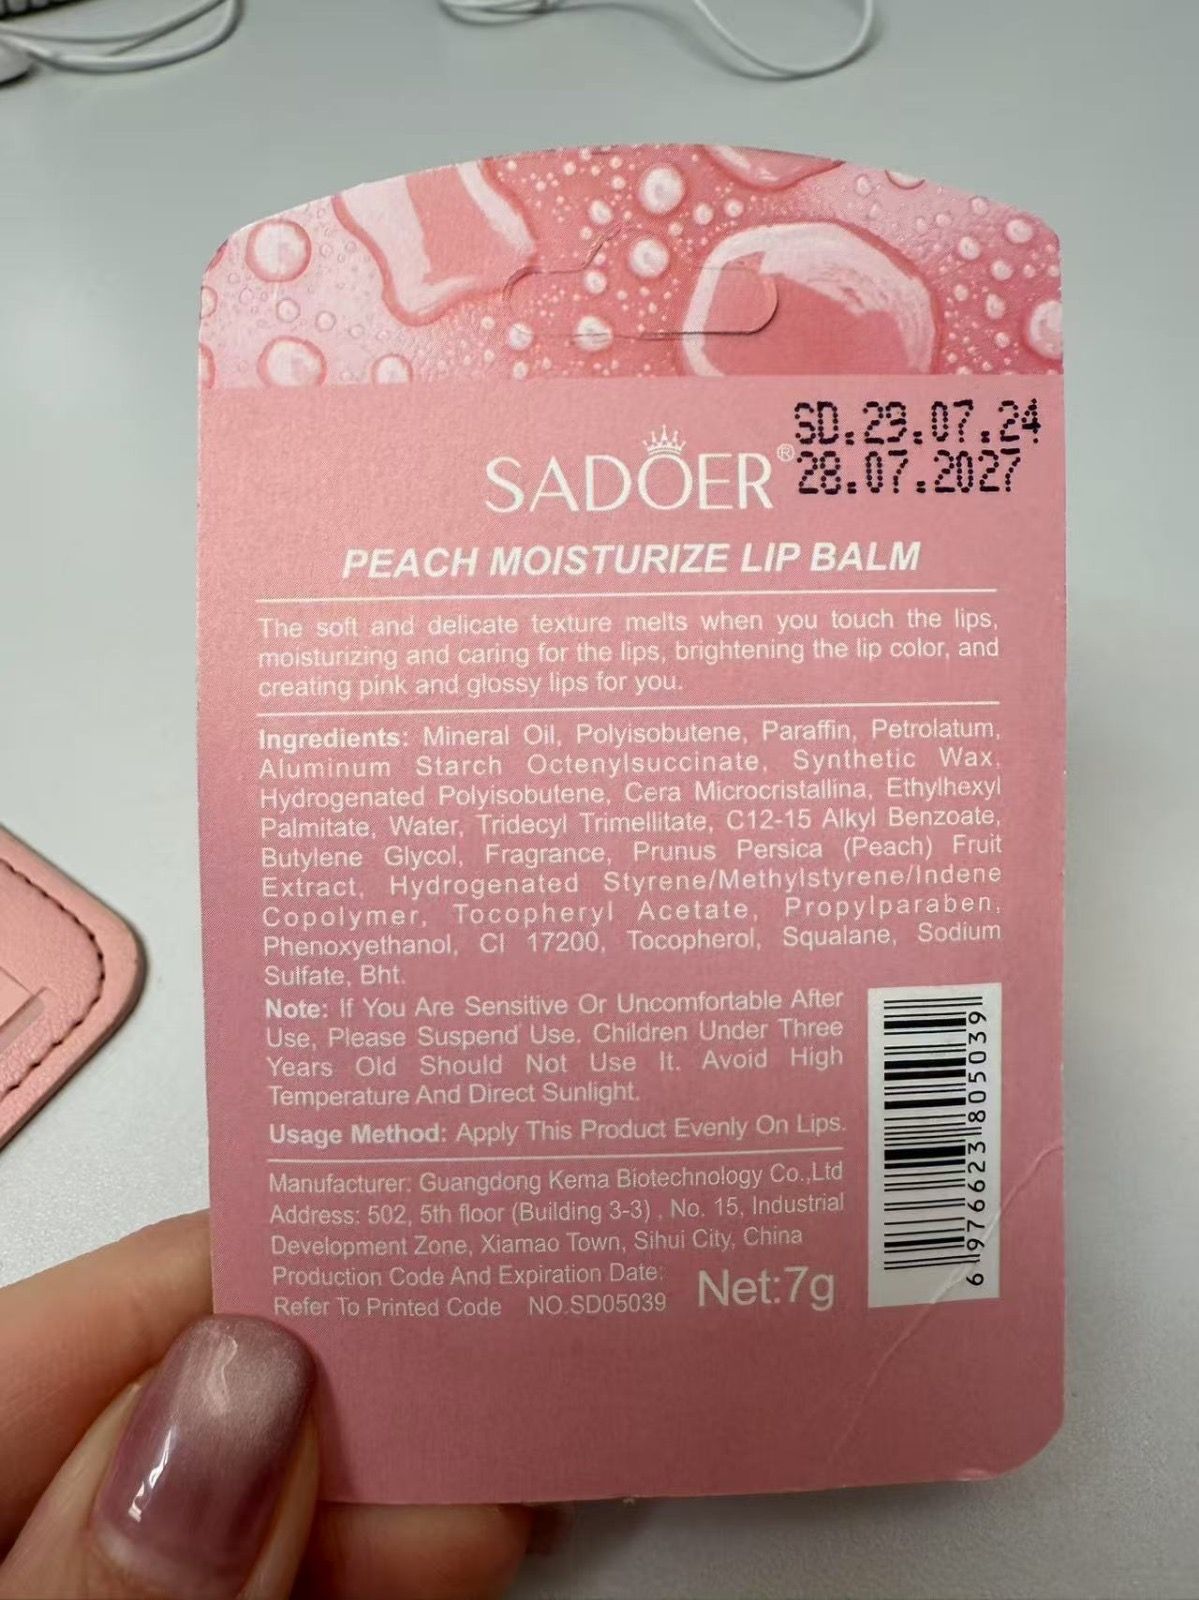 SD.29.07.24
28.07.2027
SADOER®
PEACH MOISTURIZE LIP BALM
The soft and delicate texture melts when you touch the lips,
moisturizing and caring for the lips, brightening the lip color, and
creating pink and glossy lips for you.
Ingredients: Mineral Oil, Polyisobutene, Paraffin, Petrolatum,
Aluminum Starch Octenylsuccinate, Synthetic Wax,
Hydrogenated Polyisobutene, Cera Microcristallina, Ethylhexyl
Palmitate, Water, Tridecyl Trimellitate, C12-15 Alkyl Benzoate,
Butylene Glycol, Fragrance, Prunus Persica (Peach) Fruit
Extract, Hydrogenated Styrene/Methylstyrene/Indene
Copolymer, Tocopheryl Acetate, Propylparaben,
Phenoxyethanol, CI 17200, Tocopherol, Squalane, Sodium
Sulfate, Bht.
Note: If You Are Sensitive Or Uncomfortable After
Use, Please Suspend Use. Children Under Three
Years Old Should Not Use It. Avoid High
Temperature And Direct Sunlight.
Usage Method: Apply This Product Evenly On Lips.
Manufacturer: Guangdong Kema Biotechnology Co.,Ltd
Address: 502, 5th floor (Building 3-3) , No. 15, Industrial
Development Zone, Xiamao Town, Sihui City, China
Production Code And Expiration Date:
Refer To Printed Code NO.SD05039
Net:7g
6 976623 805039